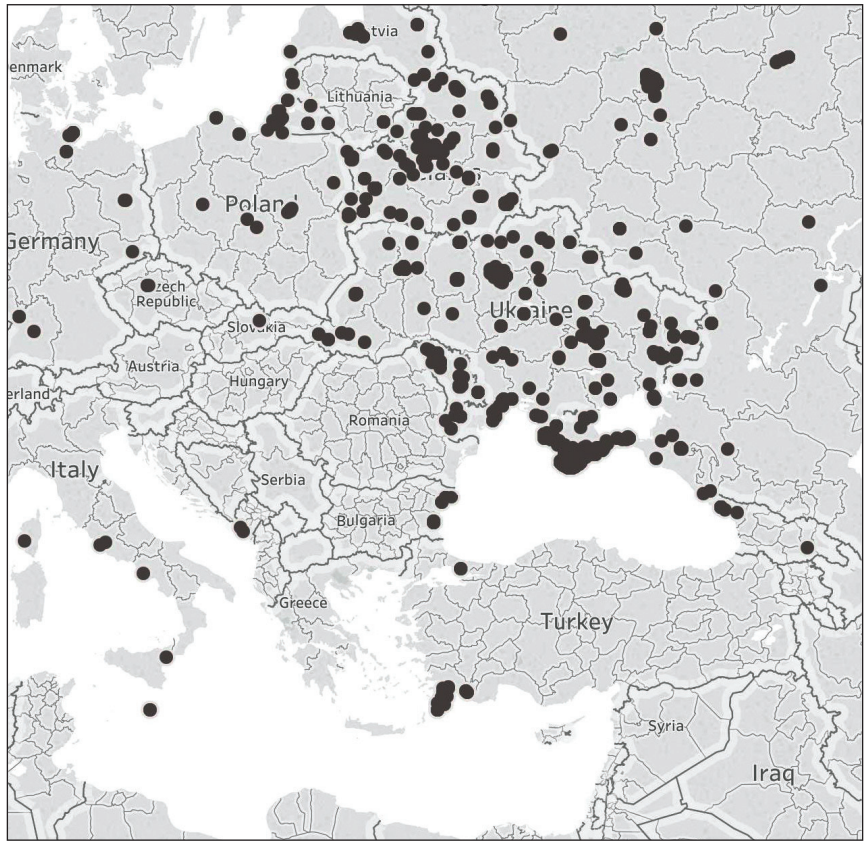 tvia
enmark
Lithuania
Poland
Germany
Czech
Republic
Ukraine
Slovakia
Austria
Hungary
erland
Romania
Italy
Serbia
Bulgaria
Greece
Turkey
Syria
Iraq